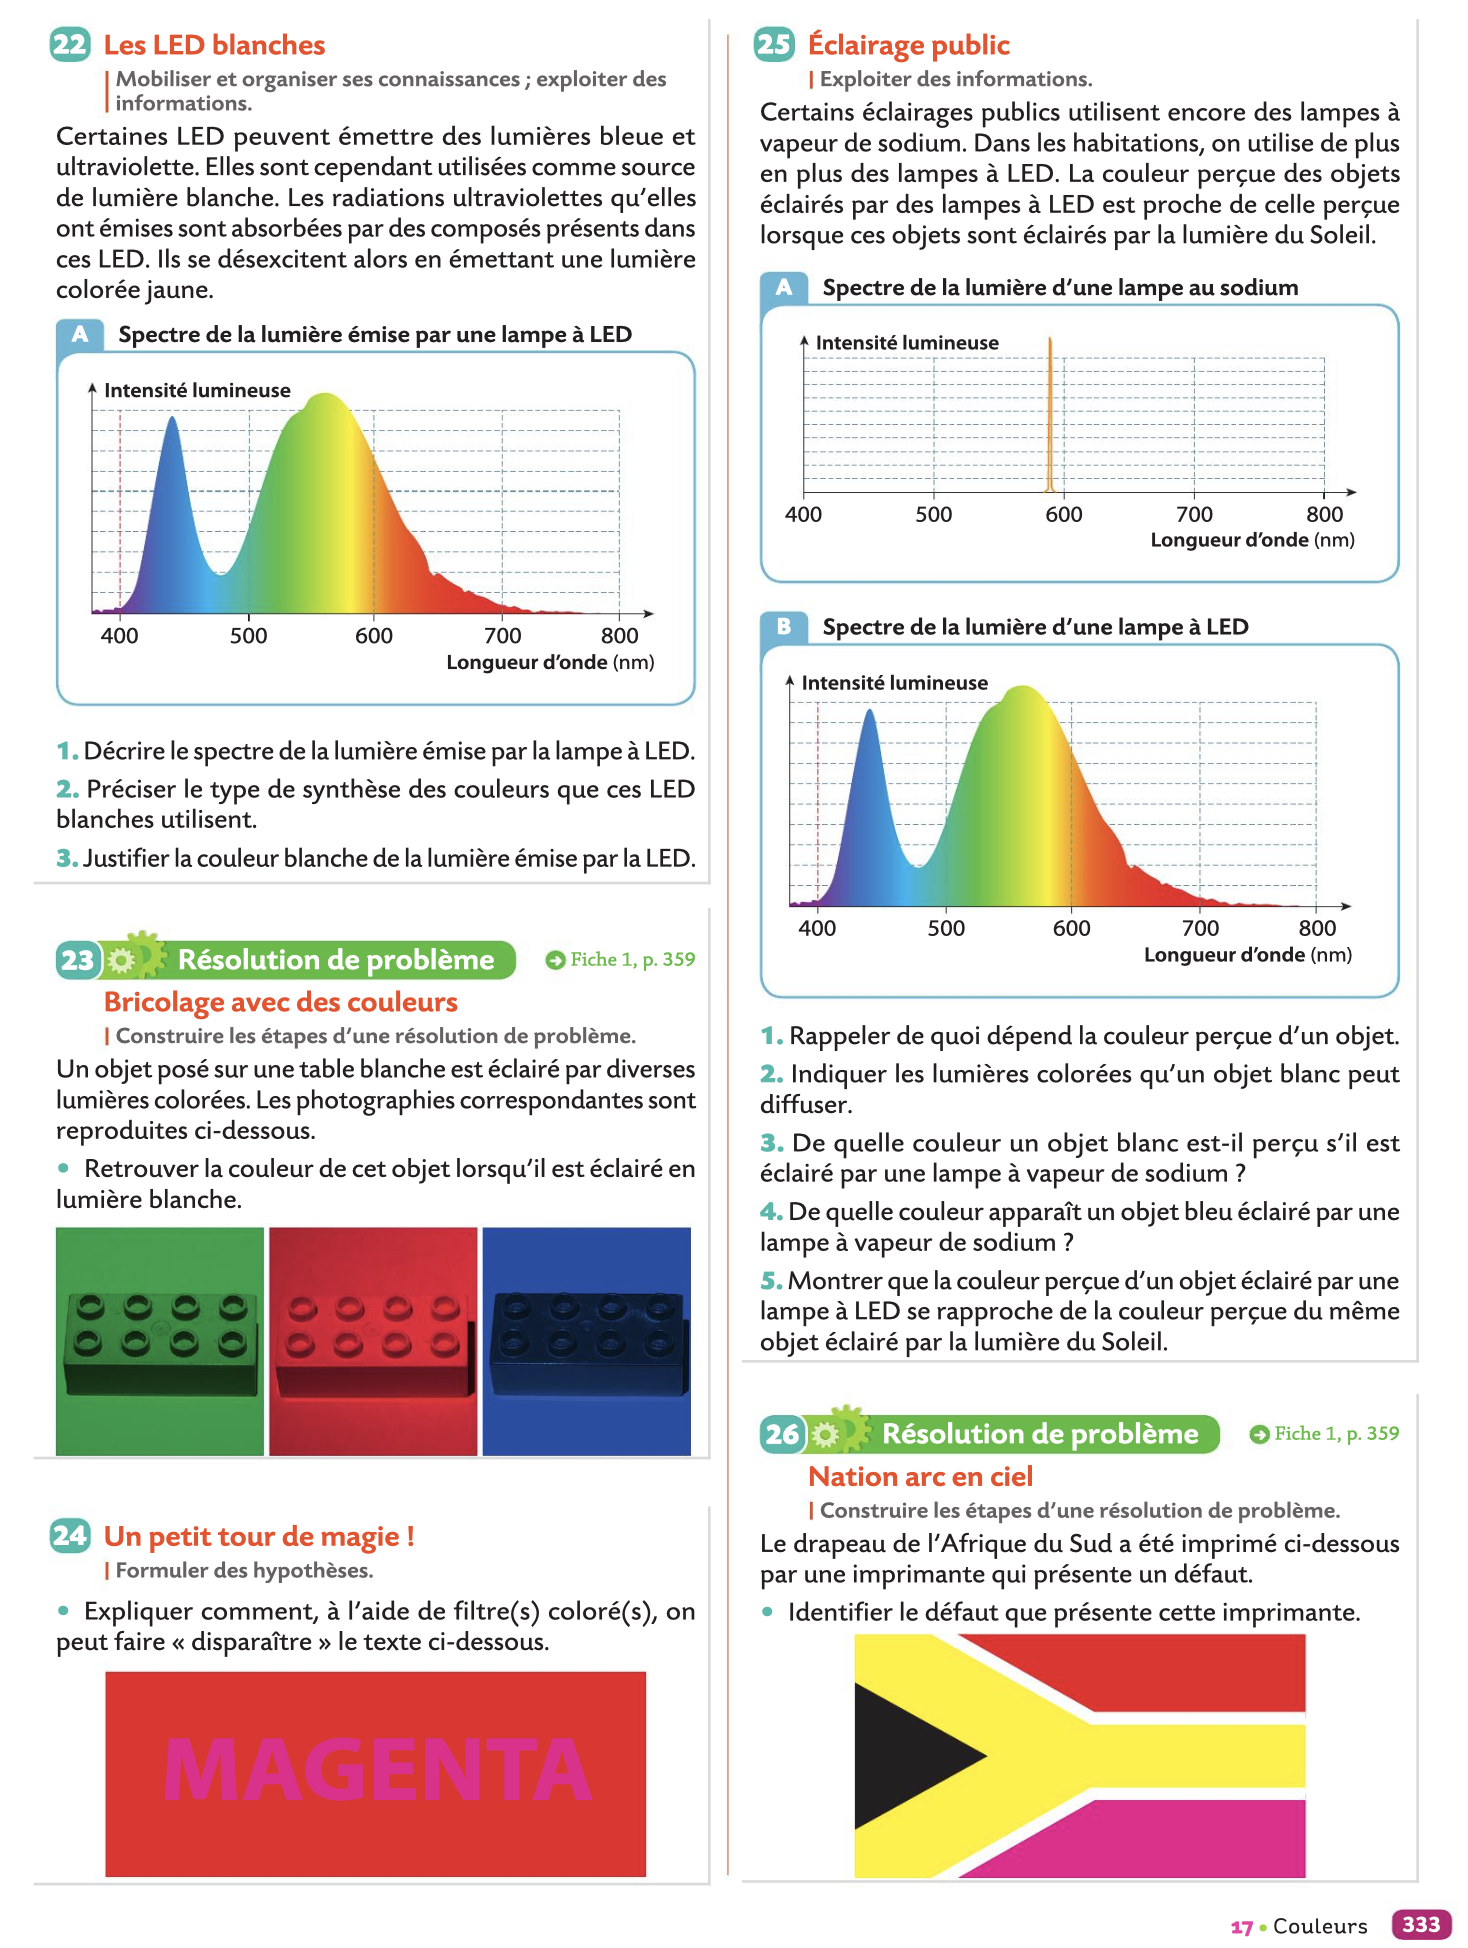 22 Les LED blanches
Mobiliser et organiser ses connaissances ; exploiter des
informations.
Certaines LED peuvent émettre des lumières bleue et
ultraviolette. Elles sont cependant utilisées comme source
de lumière blanche. Les radiations ultraviolettes qu’elles
ont émises sont absorbées par des composés présents dans
ces LED. Ils se désexcitent alors en émettant une lumière
colorée jaune.
A Spectre de la lumière émise par une lampe à LED
Intensité lumineuse
400 500 600 700 800
Longueur d’onde (nm)
1. Décrire le spectre de la lumière émise par la lampe à LED.
2. Préciser le type de synthèse des couleurs que ces LED
blanches utilisent.
3. Justifier la couleur blanche de la lumière émise par la LED.
23 Résolution de problème Fiche 1, p. 359
Bricolage avec des couleurs
Construire les étapes d’une résolution de problème.
Un objet posé sur une table blanche est éclairé par diverses
lumières colorées. Les photographies correspondantes sont
reproduites ci-dessous.
• Retrouver la couleur de cet objet lorsqu’il est éclairé en
lumière blanche.
24 Un petit tour de magie !
Formuler des hypothèses.
• Expliquer comment, à l’aide de filtre(s) coloré(s), on
peut faire « disparaître » le texte ci-dessous.
MAGENTA
25 Éclairage public
Exploiter des informations.
Certains éclairages publics utilisent encore des lampes à
vapeur de sodium. Dans les habitations, on utilise de plus
en plus des lampes à LED. La couleur perçue des objets
éclairés par des lampes à LED est proche de celle perçue
lorsque ces objets sont éclairés par la lumière du Soleil.
A Spectre de la lumière d’une lampe au sodium
Intensité lumineuse
400 500 600 700 800
Longueur d’onde (nm)
B Spectre de la lumière d’une lampe à LED
Intensité lumineuse
400 500 600 700 800
Longueur d’onde (nm)
1. Rappeler de quoi dépend la couleur perçue d’un objet.
2. Indiquer les lumières colorées qu’un objet blanc peut
diffuser.
3. De quelle couleur un objet blanc est-il perçu s’il est
éclairé par une lampe à vapeur de sodium ?
4. De quelle couleur apparaît un objet bleu éclairé par une
lampe à vapeur de sodium ?
5. Montrer que la couleur perçue d’un objet éclairé par une
lampe à LED se rapproche de la couleur perçue du même
objet éclairé par la lumière du Soleil.
26 Résolution de problème Fiche 1, p. 359
Nation arc en ciel
Construire les étapes d’une résolution de problème.
Le drapeau de l’Afrique du Sud a été imprimé ci-dessous
par une imprimante qui présente un défaut.
• Identifier le défaut que présente cette imprimante.
17 • Couleurs 333